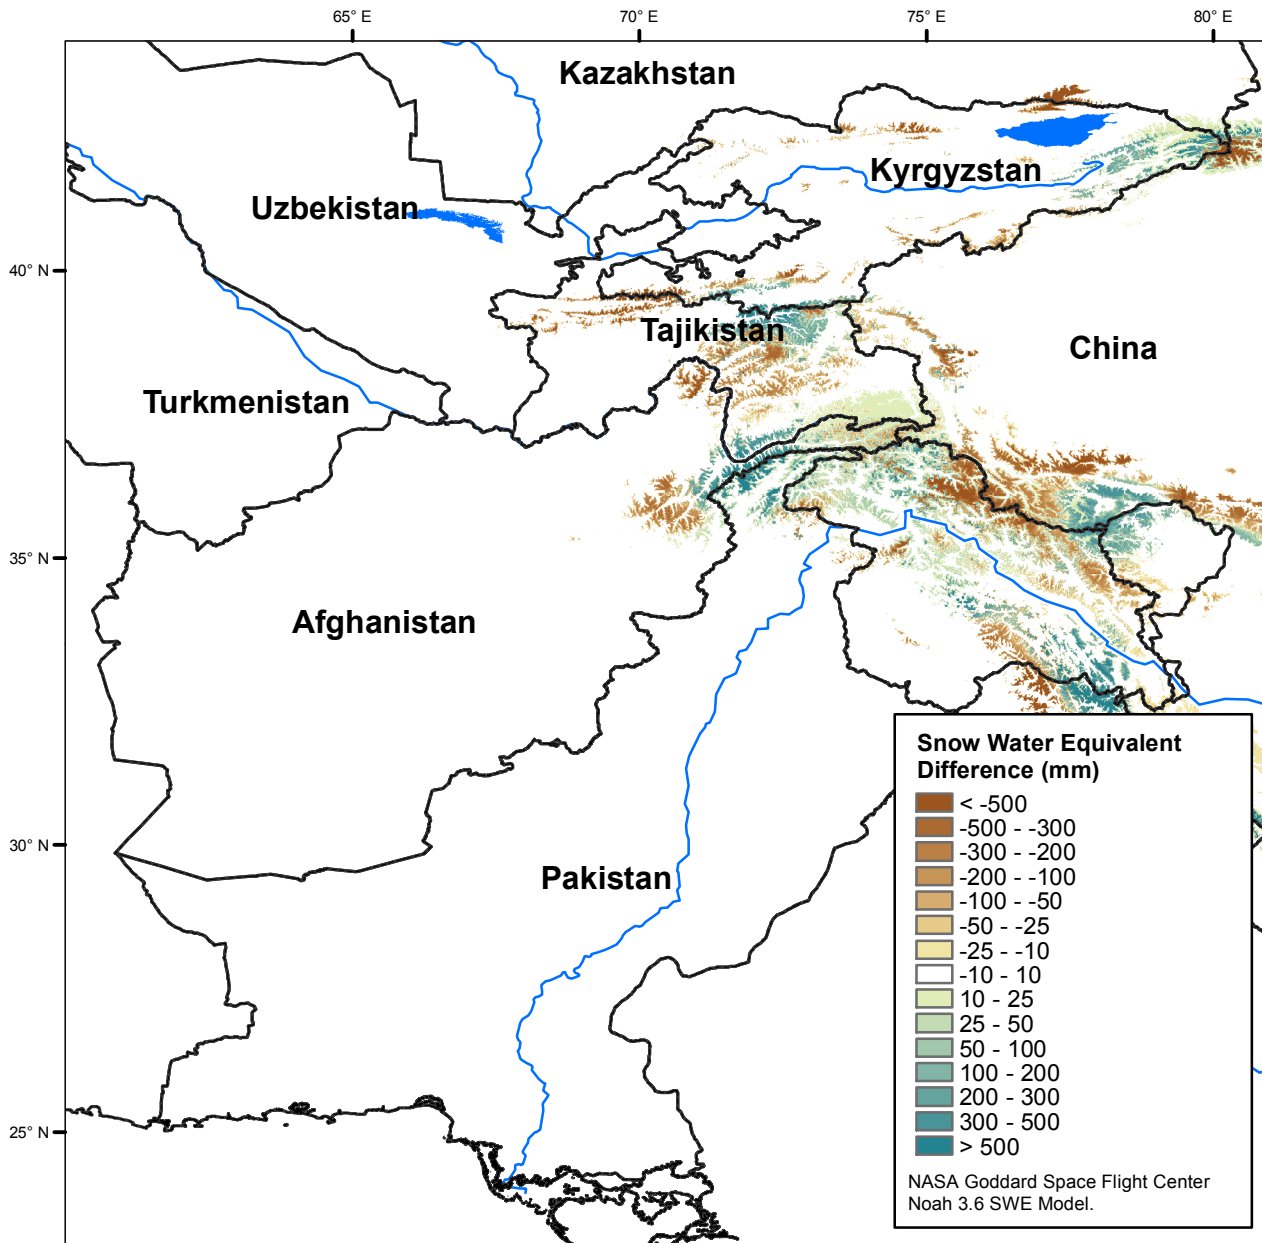 65° E
70° E
75° E
80° E
Kazakhstan
Kyrgyzstan
Uzbekistan
40° N
Tajikistan
China
Turkmenistan
35° N
Afghanistan
30° N
Pakistan
25° N
Snow Water Equivalent
Difference (mm)
< -500
-500 - -300
-300 - -200
-200 - -100
-100 - -50
-50 - -25
-25 - -10
-10 - 10
10 - 25
25 - 50
50 - 100
100 - 200
200 - 300
300 - 500
> 500
NASA Goddard Space Flight Center
Noah 3.6 SWE Model.